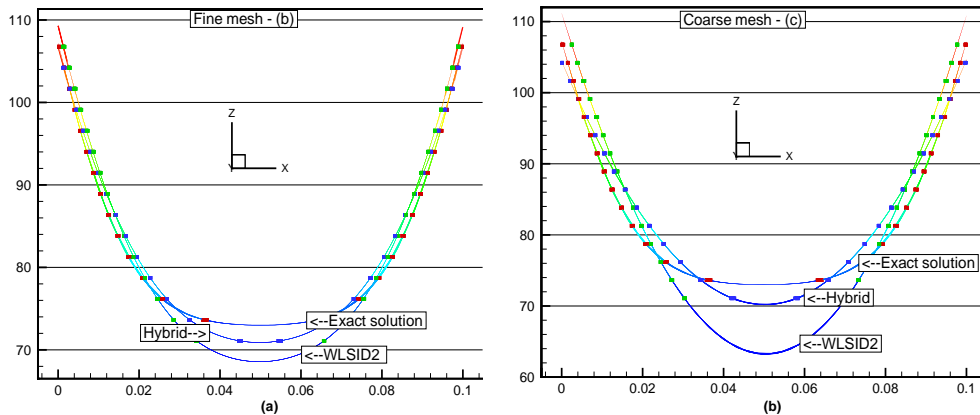 Fine mesh - (b)
110
100
90
80
70
Z
X
Hybrid-->
<--Exact solution
<--WLSID2
0
0.02
0.04
0.06
0.08
0.1
(a)
Coarse mesh - (c)
110
100
90
80
70
60
Z
X
<--Exact solution
<--Hybrid
<--WLSID2
0
0.02
0.04
0.06
0.08
0.1
(b)